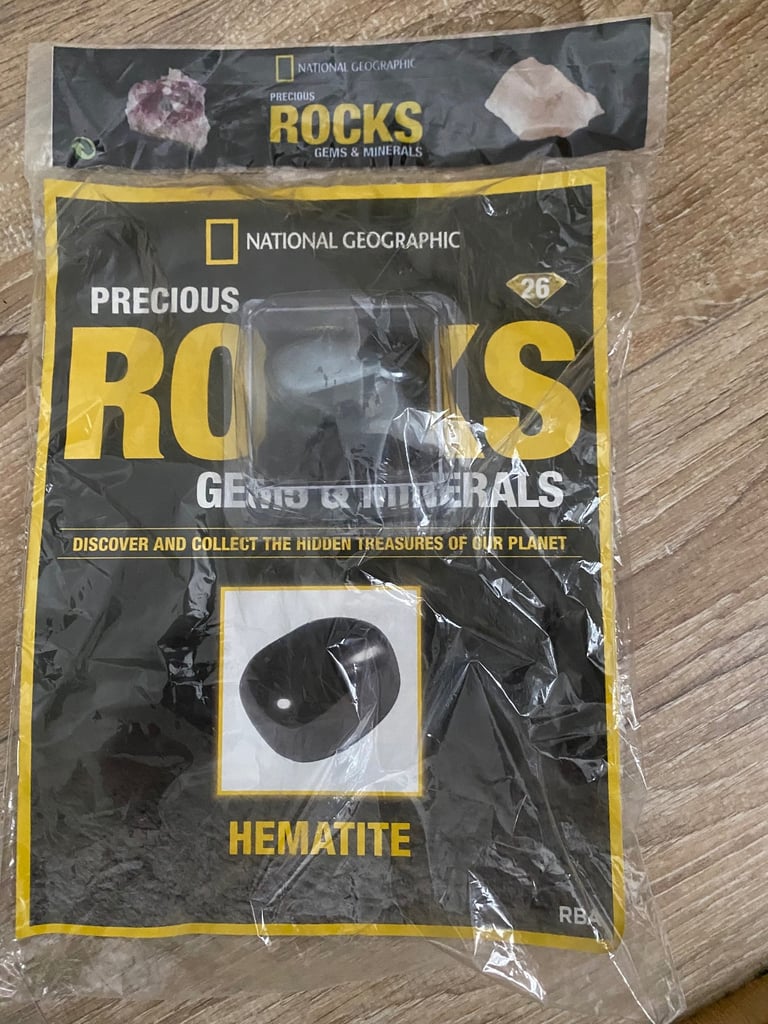 NATIONAL GEOGRAPHIC
PRECIOUS
ROCKS
GEMS & MINERALS
NATIONAL GEOGRAPHIC
26
PRECIOUS
ROCKS
GEMS & MINERALS
DISCOVER AND COLLECT THE HIDDEN TREASURES OF OUR PLANET
HEMATITE
RBA